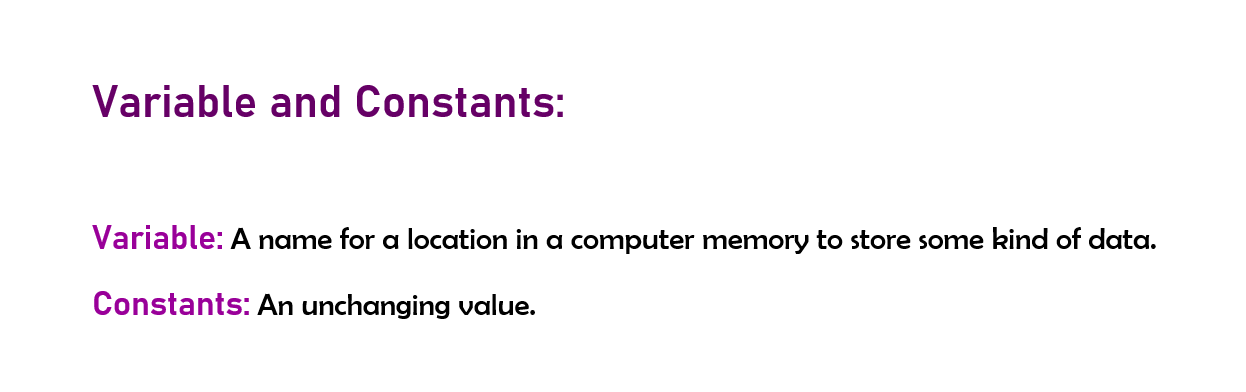 Variable and Constants:
Variable: A name for a location in a computer memory to store some kind of data.
Constants: An unchanging value.